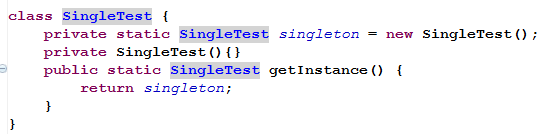 class SingleTest {
    private static SingleTest singleton = new SingleTest();
    private SingleTest(){}
    public static SingleTest getInstance() {
        return singleton;
    }
}